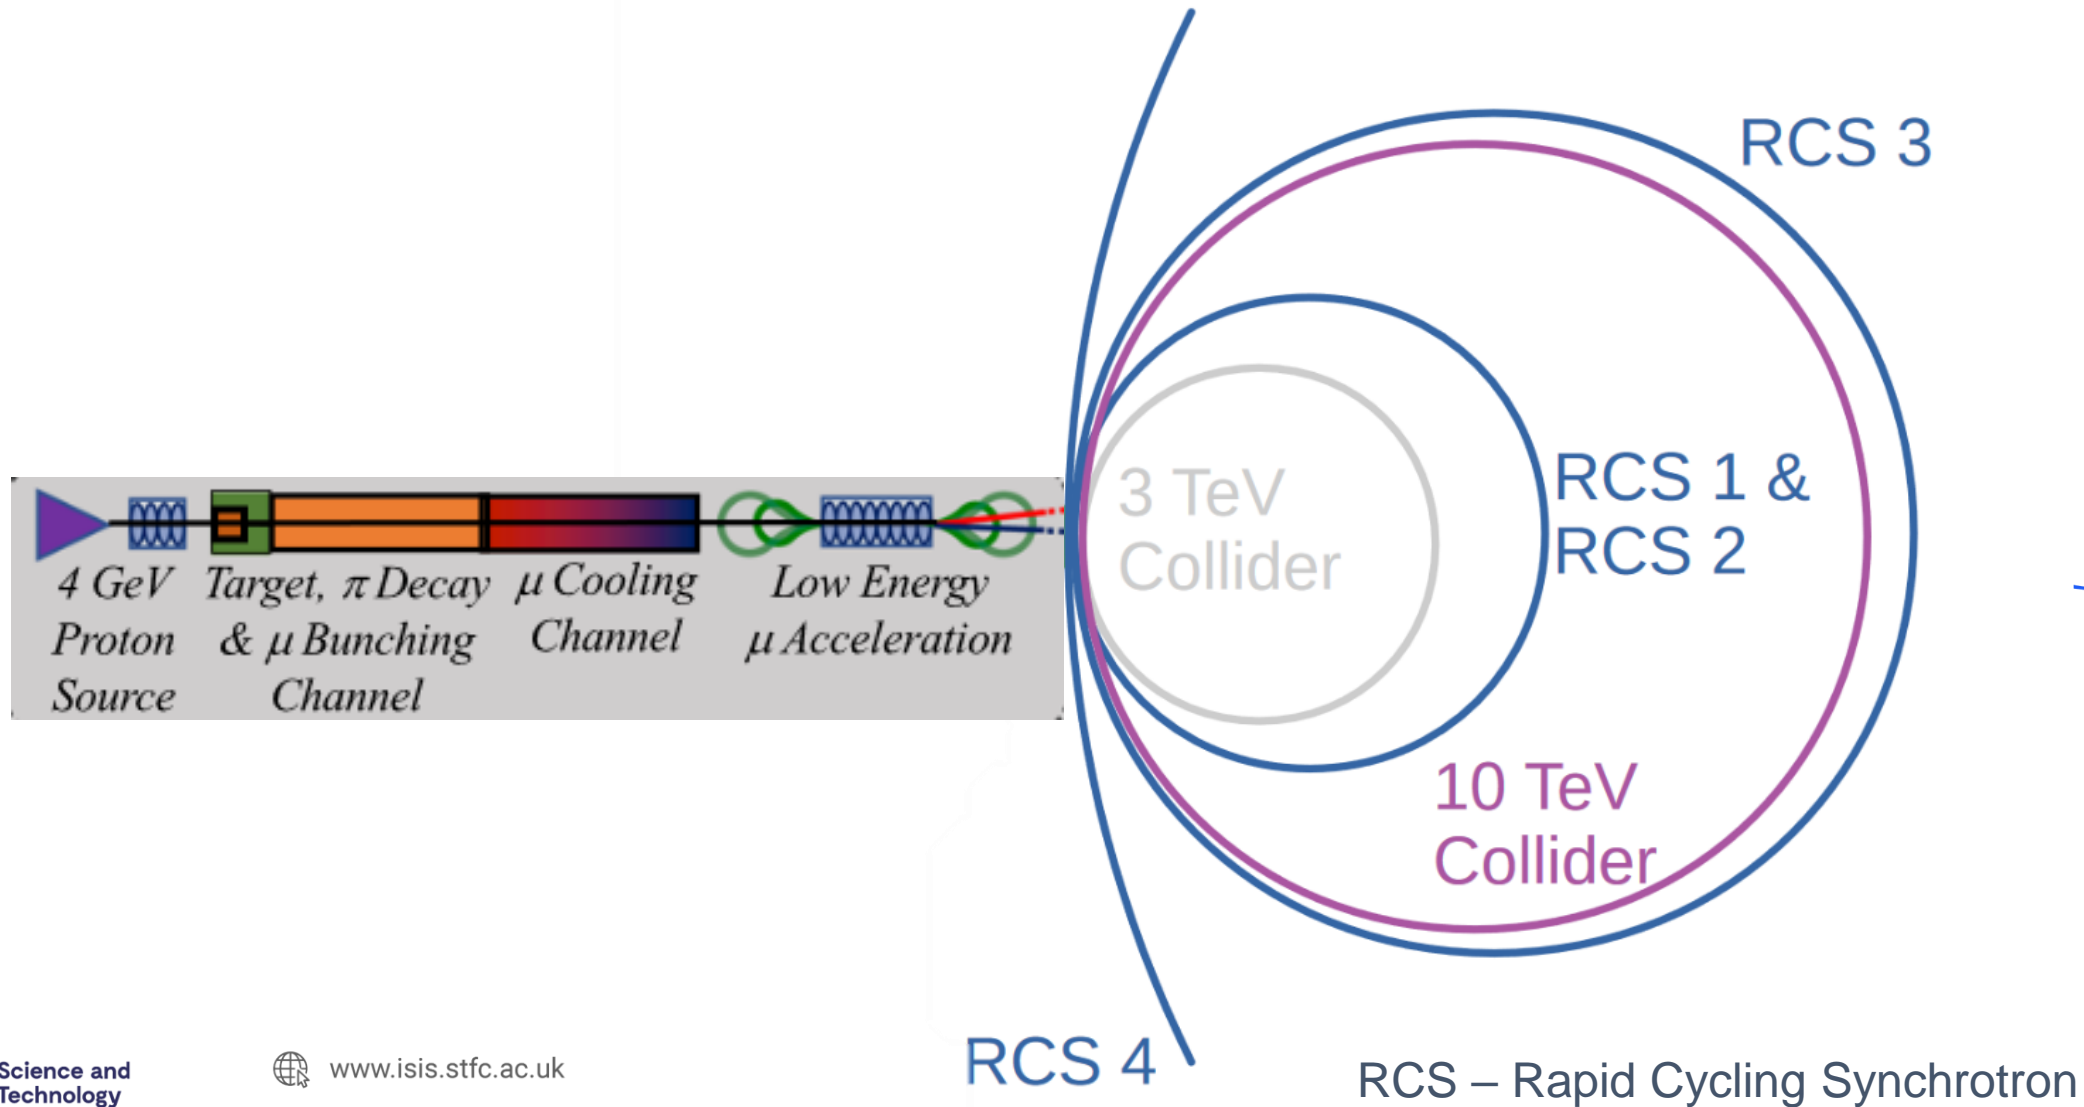 RCS 3
3 TeV
Collider
RCS 1 &
RCS 2
4 GeV
Proton
Source
Target, π Decay
& μ Bunching
Channel
μ Cooling
Channel
Low Energy
μ Acceleration
10 TeV
Collider
RCS 4
Science and
Technology
www.isis.stfc.ac.uk
RCS – Rapid Cycling Synchrotron